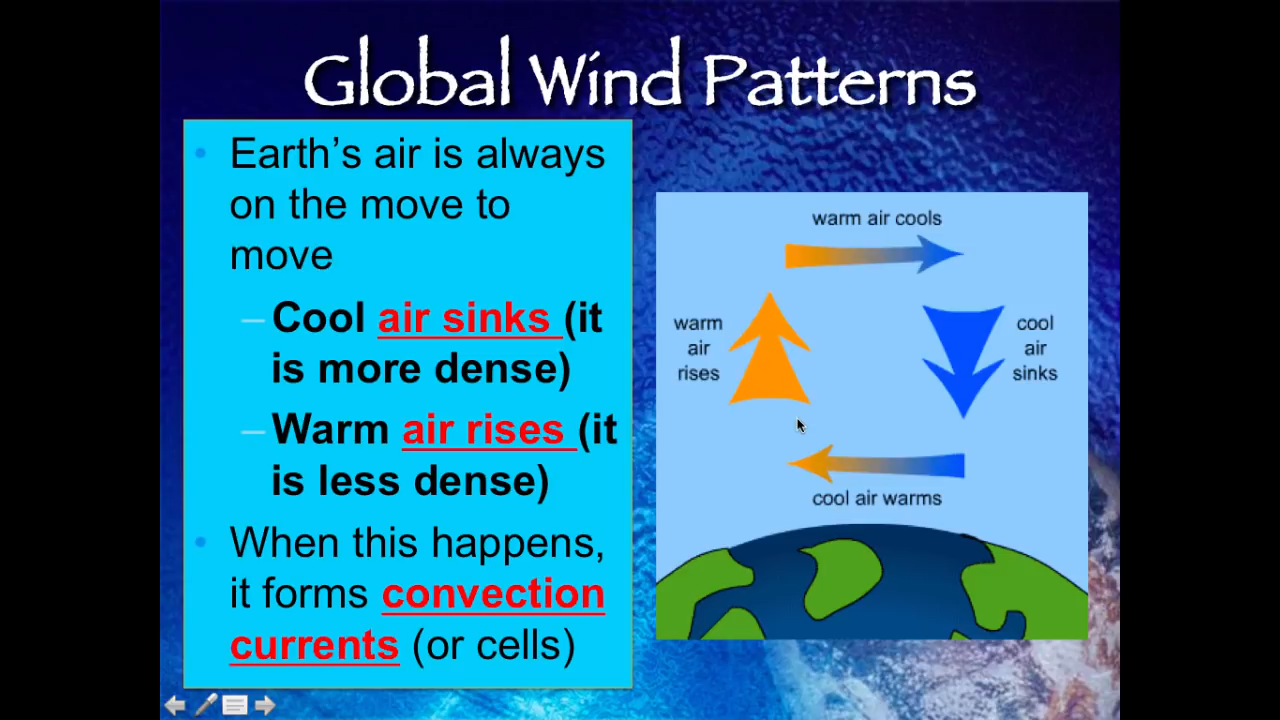 Global Wind Patterns
Earth's air is always
on the move to
move
Cool air sinks (it
is more dense)
Warm air rises (it
is less dense)
When this happens,
it forms convection
currents (or cells)
warm air cools
warm
air
rises
cool
air
sinks
cool air warms